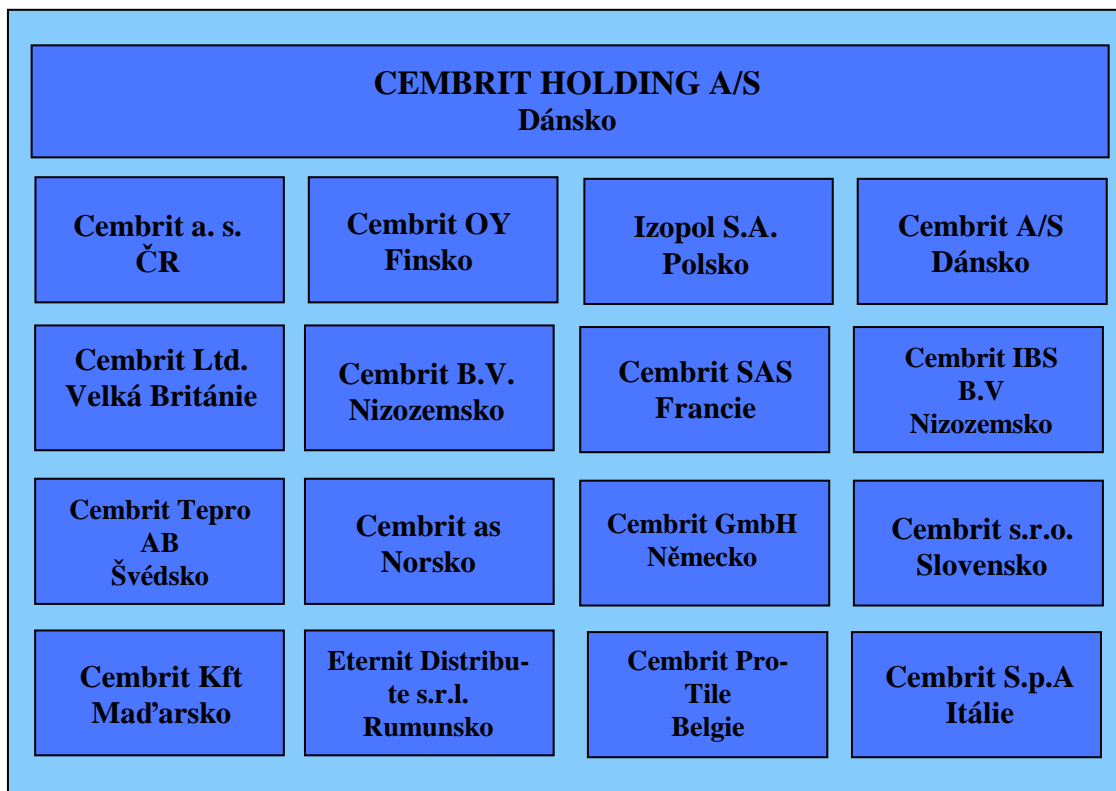 CEMBRIT HOLDING A/S
Dánsko
Cembrit a. s.
ČR
Cembrit OY
Finsko
Izopol S.A.
Polsko
Cembrit A/S
Dánsko
Cembrit Ltd.
Velká Británie
Cembrit B.V.
Nizozemsko
Cembrit SAS
Francie
Cembrit IBS
B.V
Nizozemsko
Cembrit Tepro
AB
Švédsko
Cembrit as
Norsko
Cembrit GmbH
Německo
Cembrit s.r.o.
Slovensko
Cembrit Kft
Maďarsko
Eternit Distribu-
te s.r.l.
Rumunsko
Cembrit Pro-
Tile
Belgie
Cembrit S.p.A
Itálie